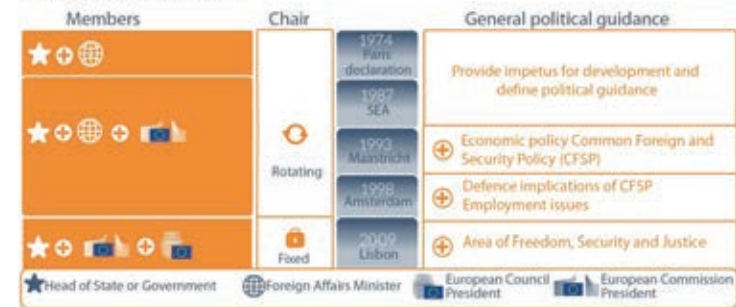 Members
Chair
General political guidance
1974
Paris
declaration
Provide impetus for development and
define political guidance
1987
SEA
1993
Maastricht
Economic policy Common Foreign and
Security Policy (CFSP)
Rotating
1998
Amsterdam
Defence implications of CFSP
Employment issues
2009
Lisbon
Area of Freedom, Security and Justice
Fixed
Head of State or Government
Foreign Affairs Minister
European Council
President
European Commission
President